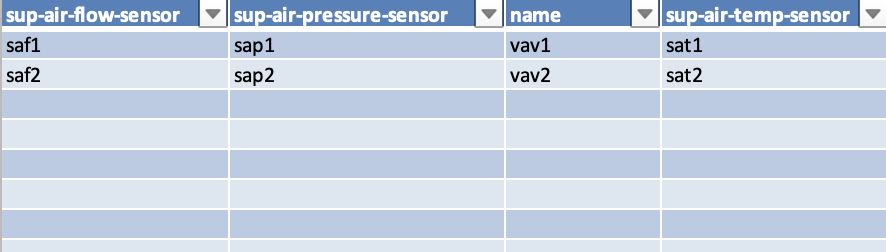 sup-air-flow-sensor sup-air-pressure-sensor name sup-air-temp-sensor
saf1 sap1 vav1 sat1
saf2 sap2 vav2 sat2